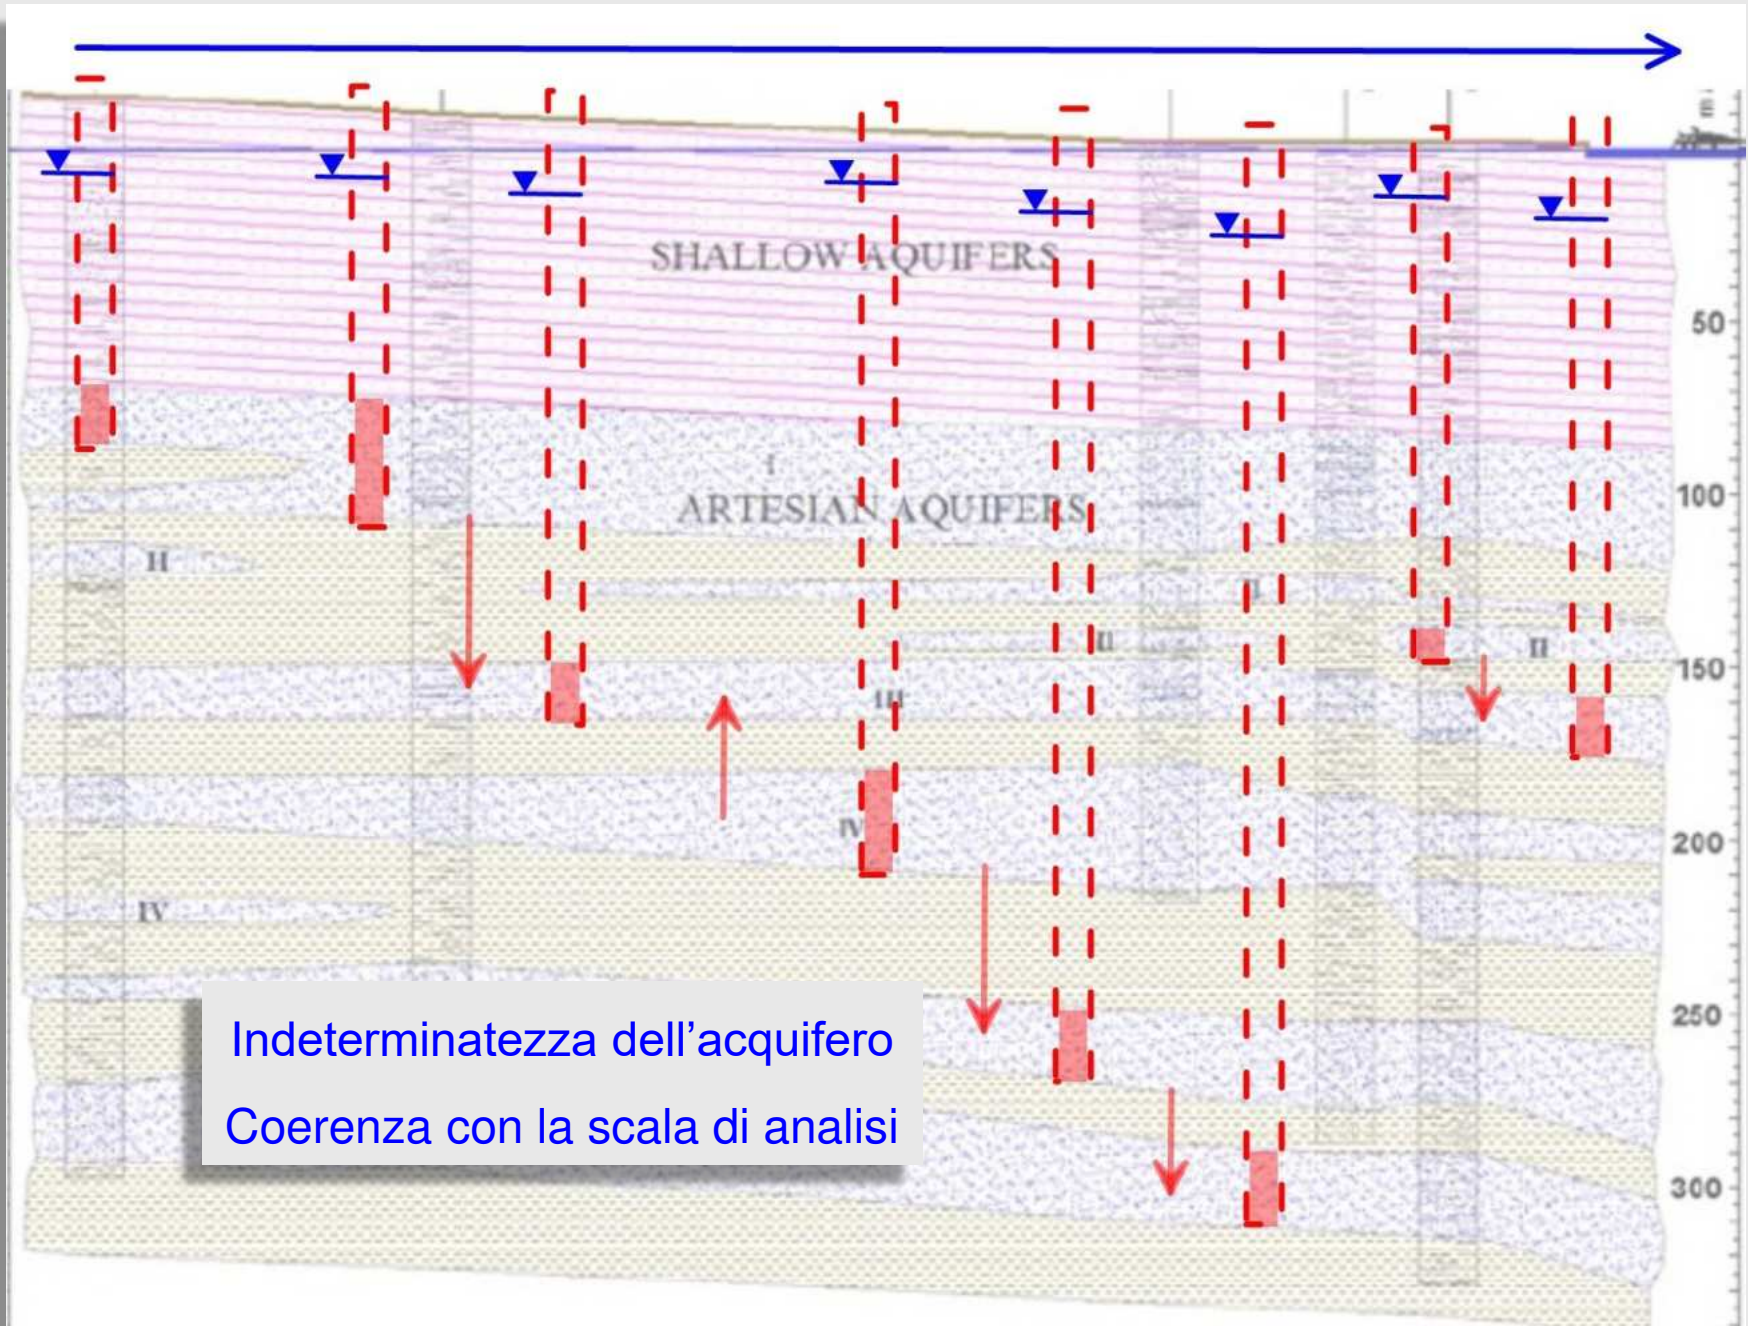 m
SHALLOW AQUIFERS
50
I
100
ARTESIAN AQUIFERS
II
II
II
II
150
III
200
IV
IV
250
Indeterminatezza dell’acquifero
Coerenza con la scala di analisi
300